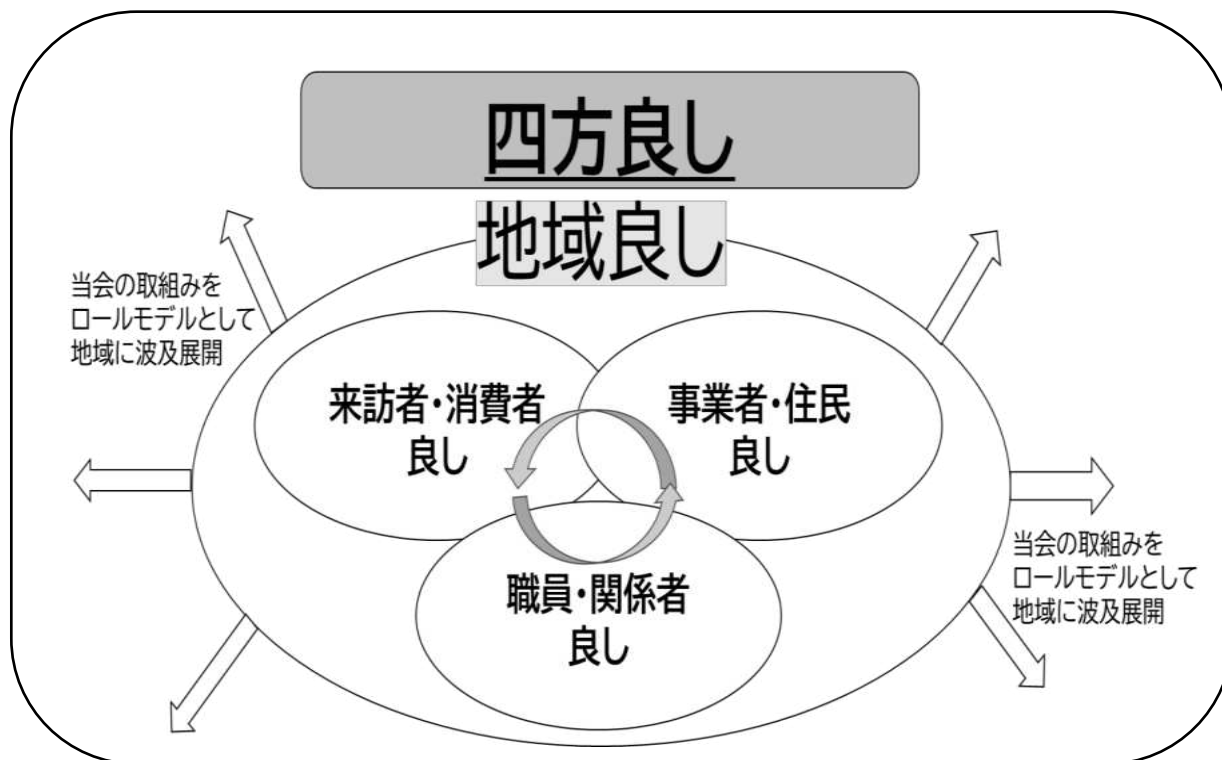 四方良し
地域良し
当会の取組みを
ロールモデルとして
地域に波及展開
来訪者・消費者
良し
事業者・住民
良し
職員・関係者
良し
当会の取組みを
ロールモデルとして
地域に波及展開